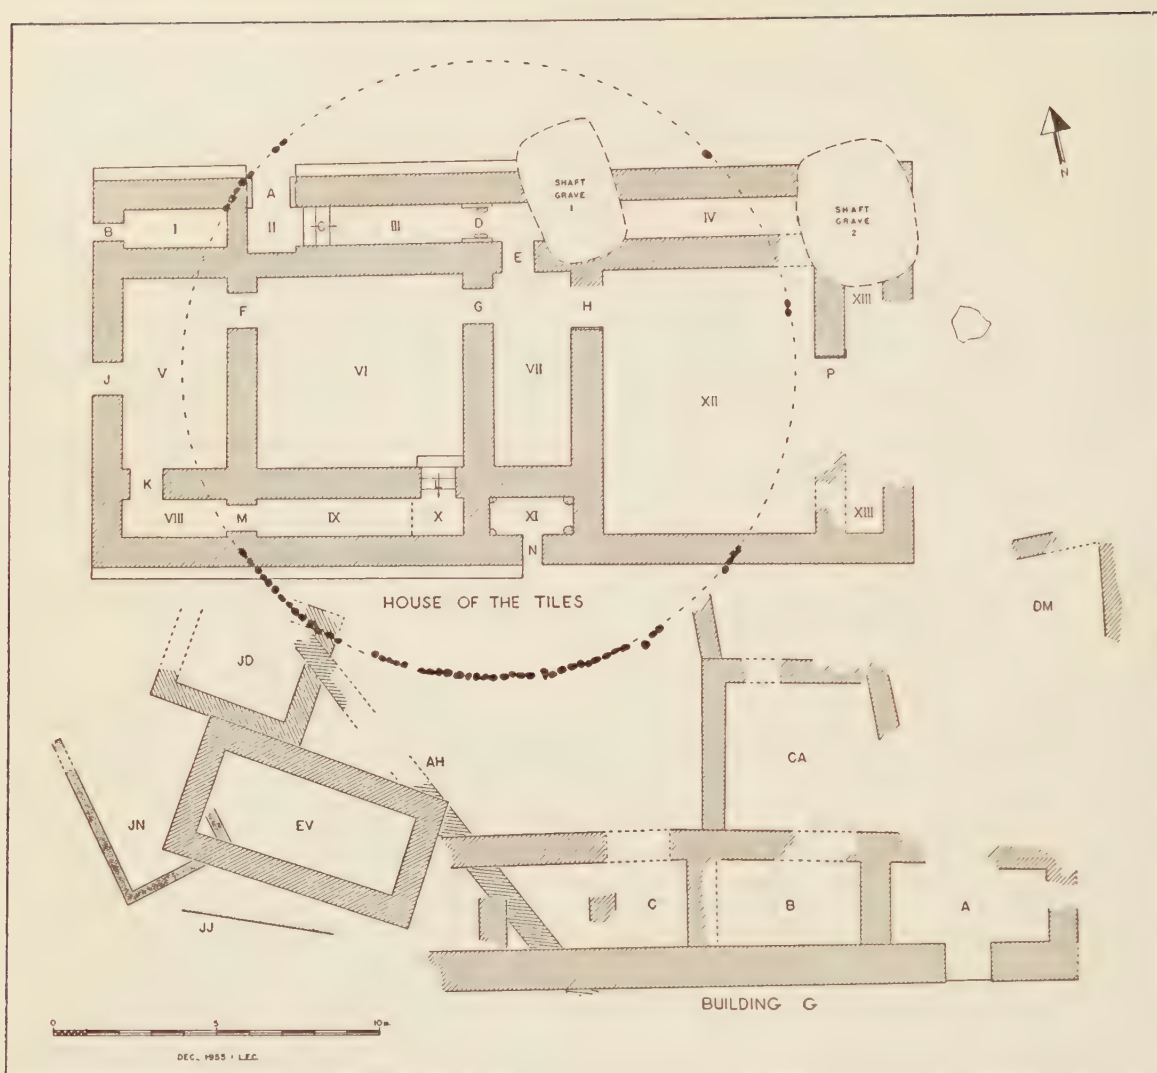 N
A
SHAFT
GRAVE
1
SHAFT
GRAVE
2
B
I
II
C
III
D
IV
E
XIII
F
G
H
J
V
VI
VII
P
XII
K
L
VIII
M
IX
X
XI
XIII
N
HOUSE OF THE TILES
DM
JD
AH
CA
JN
EV
C
B
A
JJ
BUILDING G
0
5
10 m.
DEC., 1955 : L.E.C.